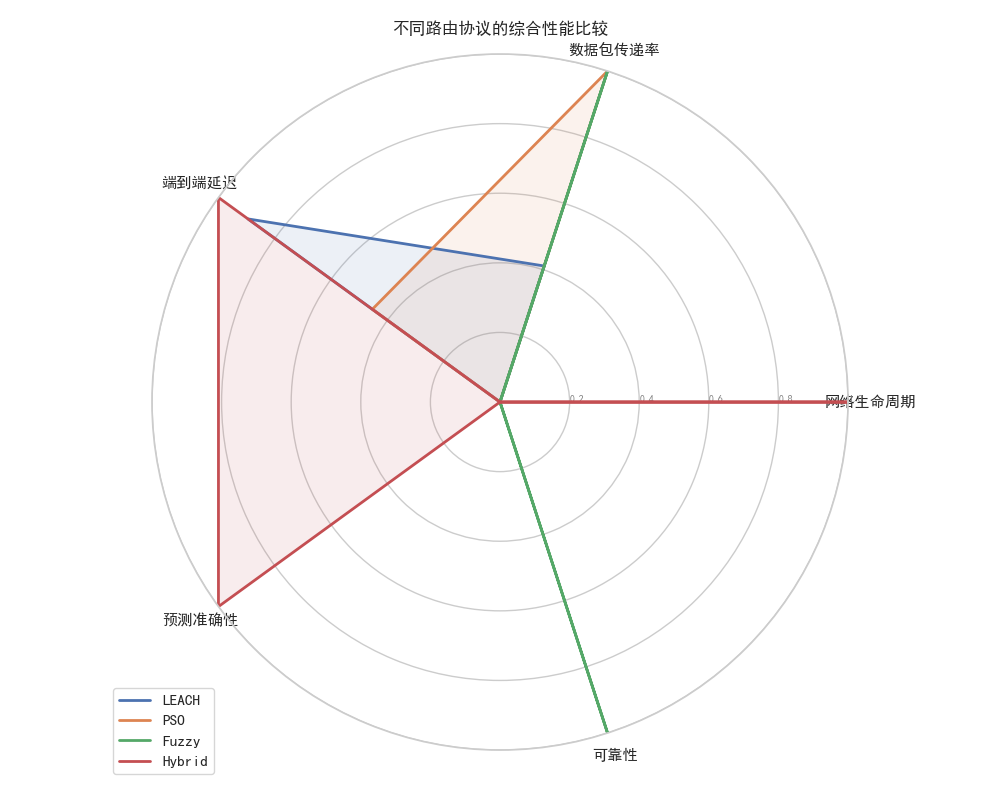 不同路由协议的综合性能比较
数据包传递率
端到端延迟
0.2
0.4
0.6
0.8
网络生命周期
预测准确性
可靠性
LEACH
PSO
Fuzzy
Hybrid